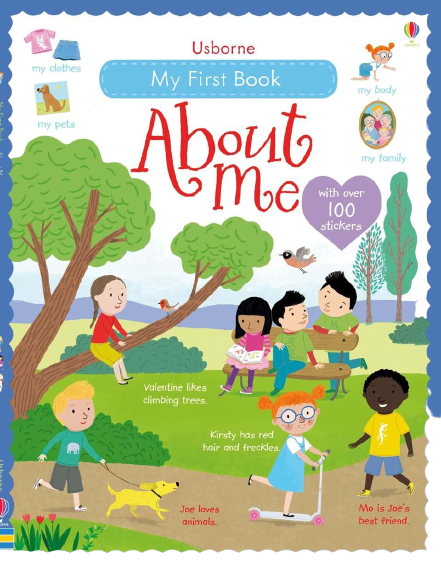 Usborne
my clothes
My First Book
my body
my pets
About
me
my family
with over
100
stickers
Valentine likes
climbing trees.
Kirsty has red
hair and freckles.
Joe loves
animals.
Mo is Joe's
best friend.